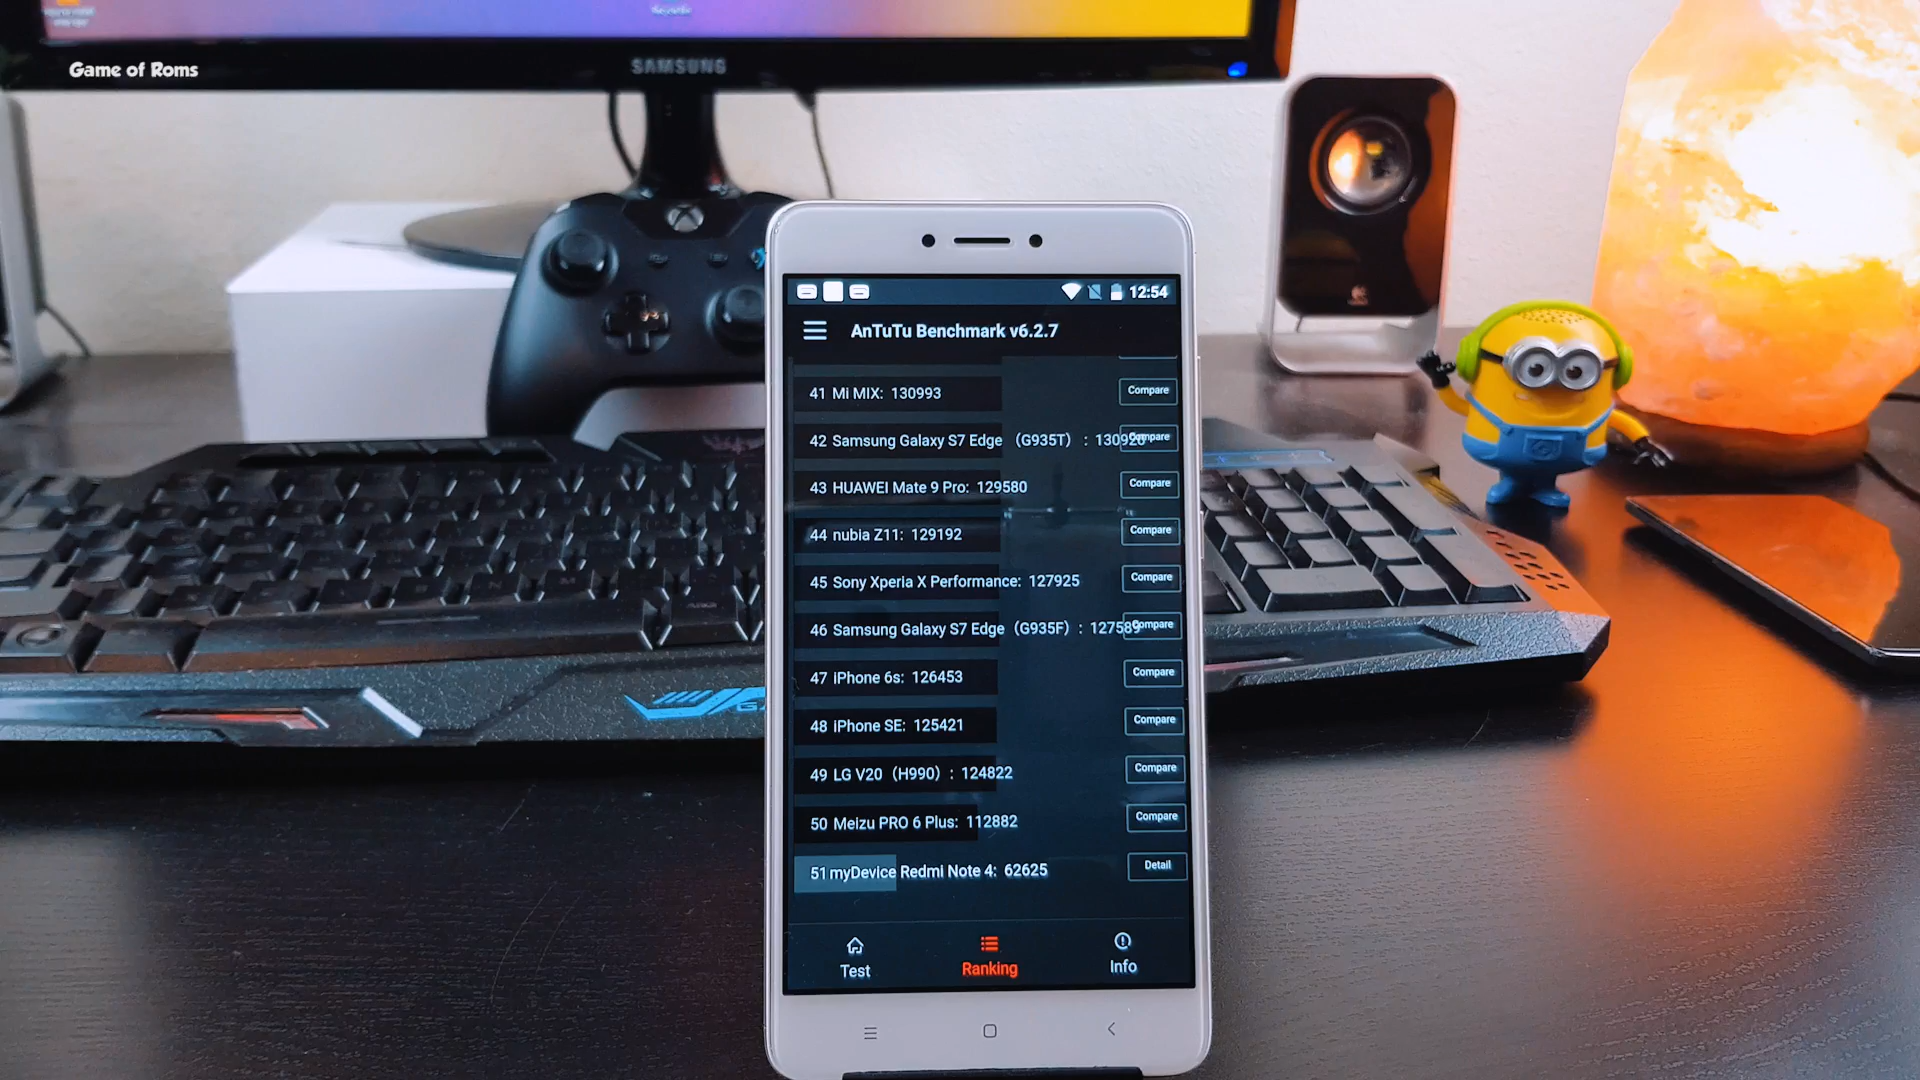 Game of Roms
SAMSUNG
12:54
AnTuTu Benchmark v6.2.7
41 Mi MIX: 130993 Compare
42 Samsung Galaxy S7 Edge （G935T） : Compare
43 HUAWEI Mate 9 Pro: 129580 Compare
44 nubia Z11: 129192 Compare
45 Sony Xperia X Performance: 127925 Compare
46 Samsung Galaxy S7 Edge （G935F） : 127589 Compare
47 iPhone 6s: 126453 Compare
48 iPhone SE: 125421 Compare
49 LG V20 （H990） : 124822 Compare
50 Meizu PRO 6 Plus: 112882 Compare
51 myDevice Redmi Note 4: 62625 Detail
Test Ranking Info